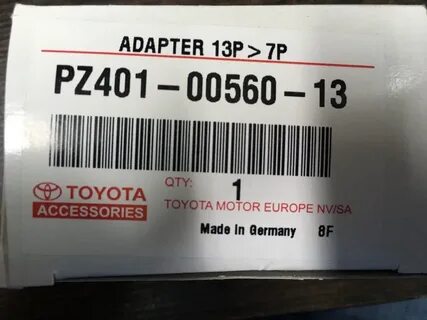 ADAPTER 13P > 7P
PZ401-00560-13
TOYOTA
ACCESSORIES
QTY: 1
TOYOTA MOTOR EUROPE NV/SA
Made in Germany 8F